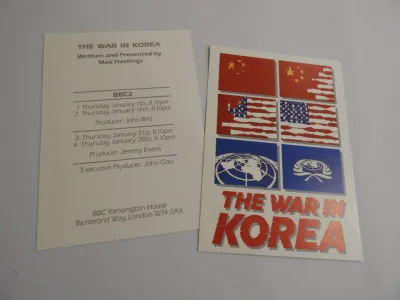 THE WAR IN KOREA
Written and Presented by
Max Hastings
BBC2
1. Thursday, January 7th, 8.10pm
2. Thursday, January 14th, 8.10pm
Producer: John Bird
3. Thursday, January 21st, 8.10pm
4. Thursday, January 28th, 8.10pm
Producer: Jeremy Evans
Executive Producer: John Gau
BBC Kensington House
Richmond Way, London W14 0AX
THE WAR IN
KOREA